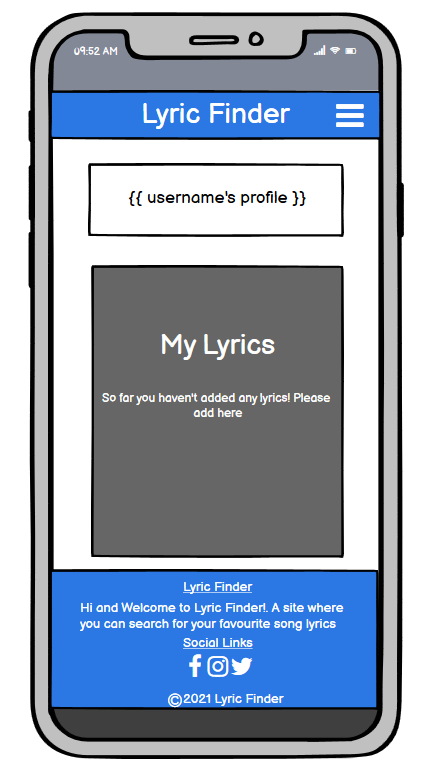 09:52 AM
Lyric Finder
{{ username's profile }}
My Lyrics
So far you haven't added any lyrics! Please
add here
Lyric Finder
Hi and Welcome to Lyric Finder!. A site where
you can search for your favourite song lyrics
Social Links
©2021 Lyric Finder